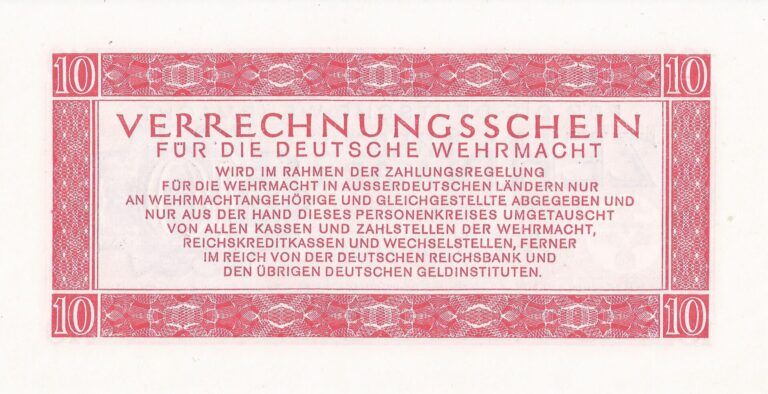 10 10
VERRECHNUNGSSCHEIN
FÜR DIE DEUTSCHE WEHRMACHT
WIRD IM RAHMEN DER ZAHLUNGSREGELUNG
FÜR DIE WEHRMACHT IN AUSSERDEUTSCHEN LÄNDERN NUR
AN WEHRMACHTANGEHÖRIGE UND GLEICHGESTELLTE ABGEGEBEN UND
NUR AUS DER HAND DIESES PERSONENKREISES UMGETAUSCHT
VON ALLEN KASSEN UND ZAHLSTELLEN DER WEHRMACHT,
REICHSKREDITKASSEN UND WECHSELSTELLEN, FERNER
IM REICH VON DER DEUTSCHEN REICHSBANK UND
DEN ÜBRIGEN DEUTSCHEN GELDINSTITUTEN.
10 10